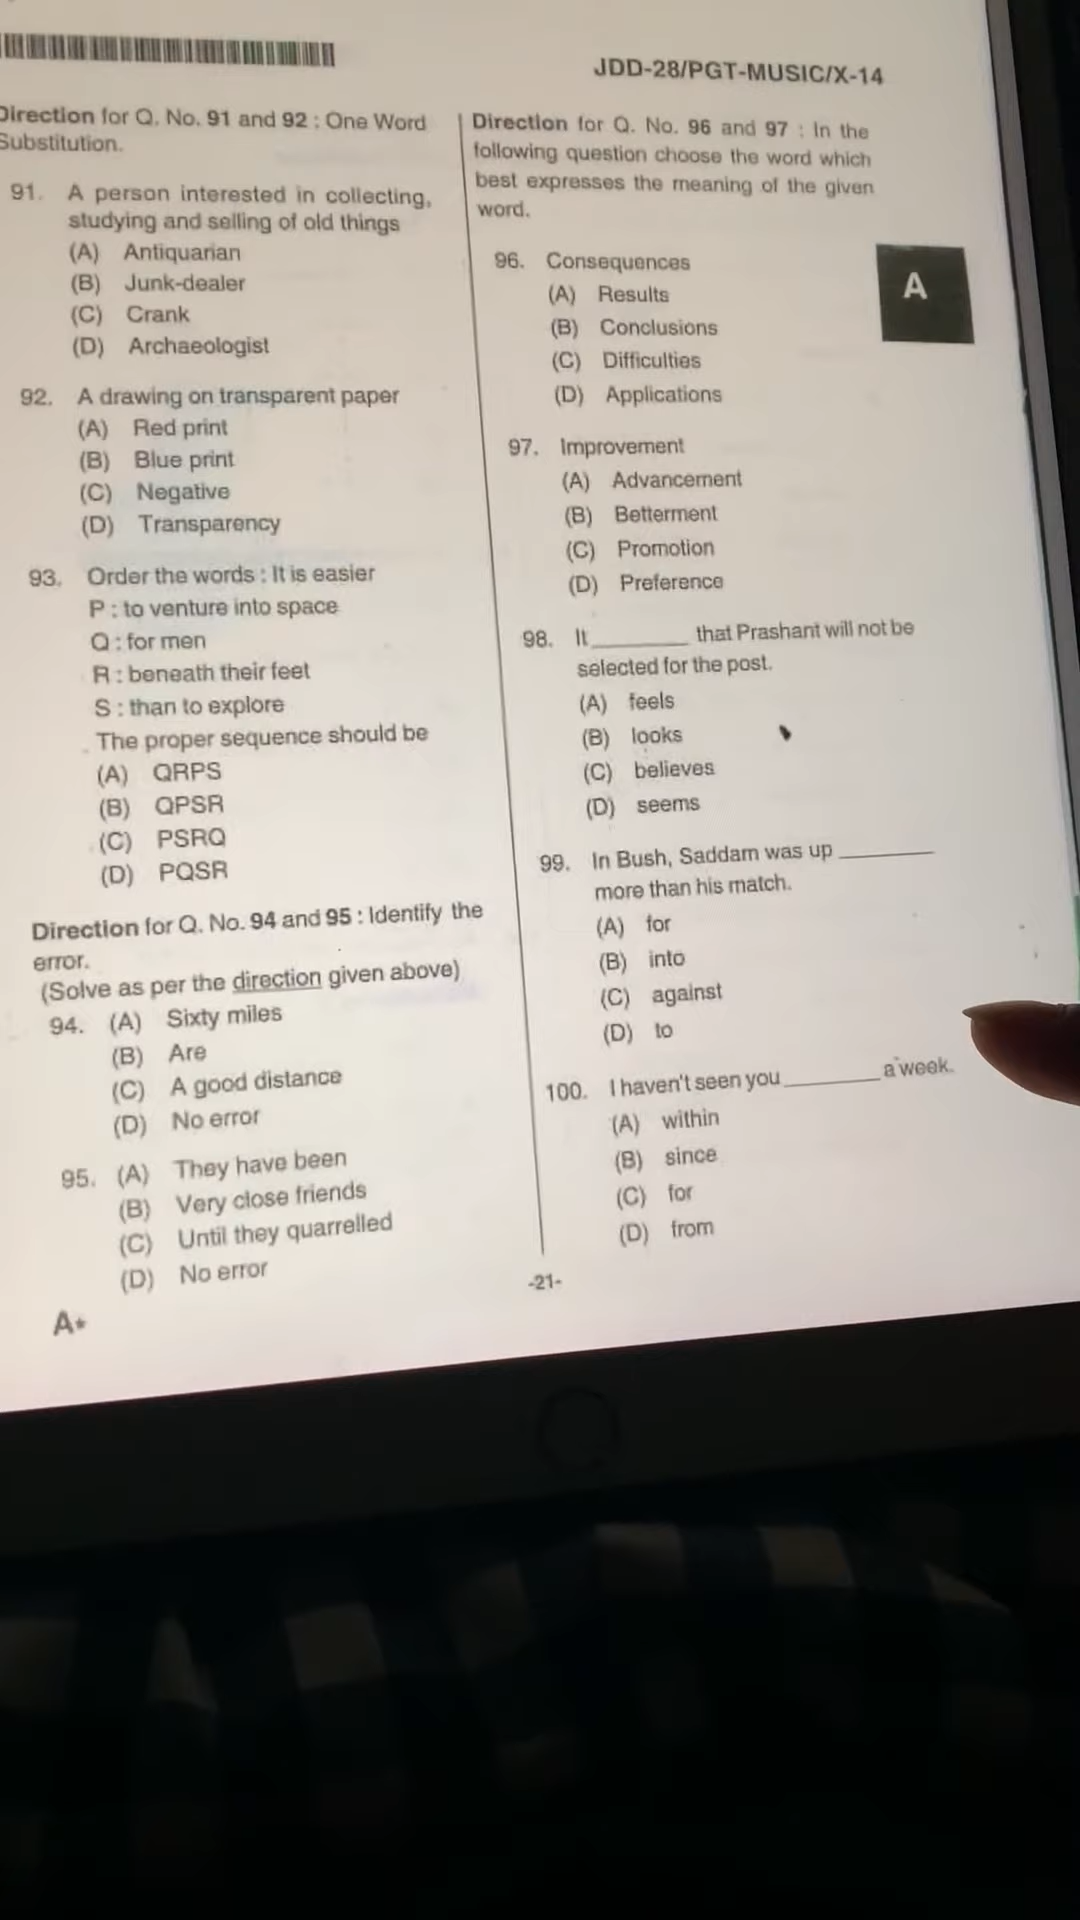 JDD-28/PGT-MUSIC/X-14
Direction for Q. No. 91 and 92 : One Word
Substitution.
91. A person interested in collecting,
studying and selling of old things
(A) Antiquarian
(B) Junk-dealer
(C) Crank
(D) Archaeologist
92. A drawing on transparent paper
(A) Red print
(B) Blue print
(C) Negative
(D) Transparency
93. Order the words : It is easier
P : to venture into space
Q : for men
R : beneath their feet
S : than to explore
The proper sequence should be
(A) QRPS
(B) QPSR
(C) PSRQ
(D) PQSR
Direction for Q. No. 94 and 95 : Identify the
error.
(Solve as per the direction given above)
94. (A) Sixty miles
(B) Are
(C) A good distance
(D) No error
95. (A) They have been
(B) Very close friends
(C) Until they quarrelled
(D) No error
A*
Direction for Q. No. 96 and 97 : In the
following question choose the word which
best expresses the meaning of the given
word.
96. Consequences
(A) Results
(B) Conclusions
(C) Difficulties
(D) Applications
A
97. Improvement
(A) Advancement
(B) Betterment
(C) Promotion
(D) Preference
98. It ________ that Prashant will not be
selected for the post.
(A) feels
(B) looks
(C) believes
(D) seems
99. In Bush, Saddam was up ________
more than his match.
(A) for
(B) into
(C) against
(D) to
100. I haven't seen you ________ a week.
(A) within
(B) since
(C) for
(D) from
-21-